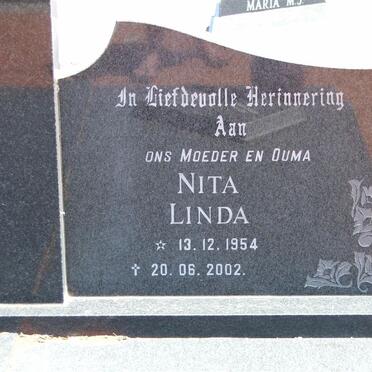 MARIA M.J.
In Liefdevolle Herinnering
Aan
ONS MOEDER EN OUMA
NITA
LINDA
☆ 13.12.1954
† 20.06.2002.